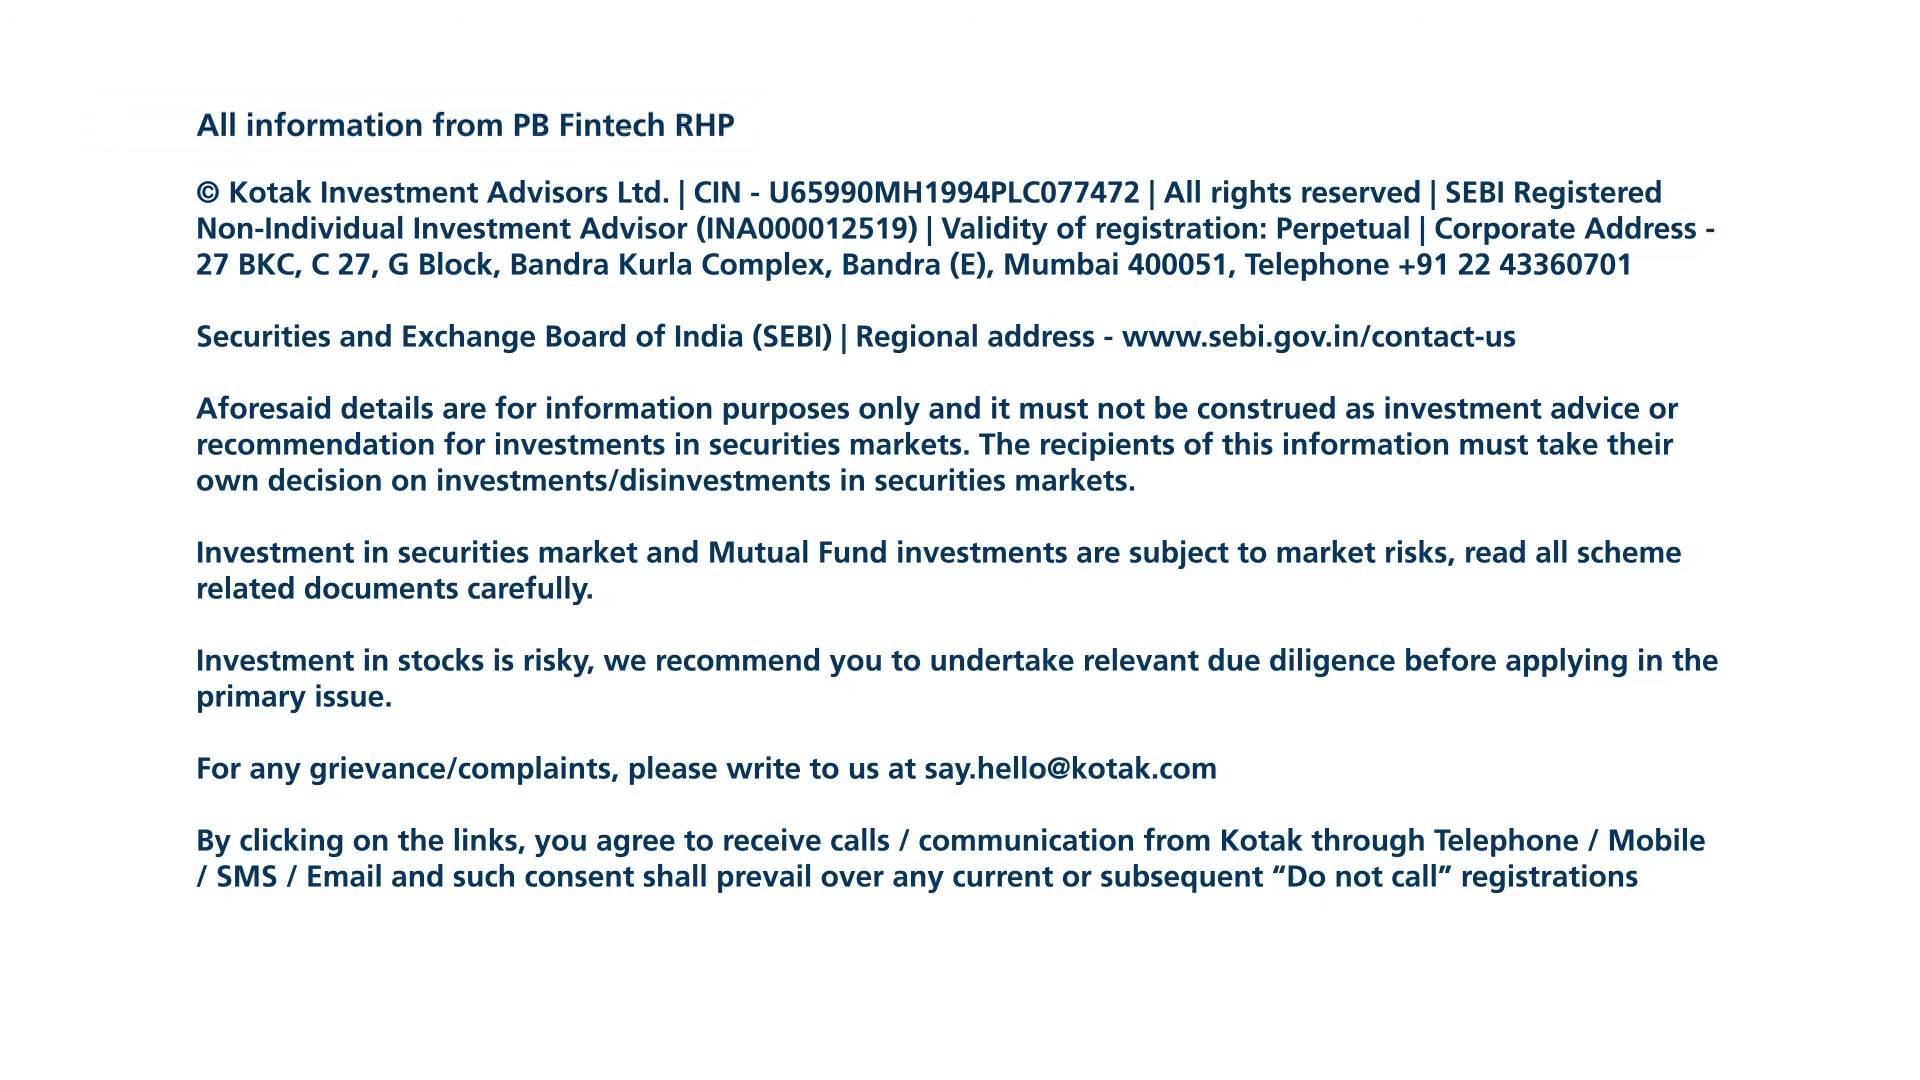 All information from PB Fintech RHP
© Kotak Investment Advisors Ltd. | CIN - U65990MH1994PLC077472 | All rights reserved | SEBI Registered
Non-Individual Investment Advisor (INA000012519) | Validity of registration: Perpetual | Corporate Address -
27 BKC, C 27, G Block, Bandra Kurla Complex, Bandra (E), Mumbai 400051, Telephone +91 22 43360701
Securities and Exchange Board of India (SEBI) | Regional address - www.sebi.gov.in/contact-us
Aforesaid details are for information purposes only and it must not be construed as investment advice or
recommendation for investments in securities markets. The recipients of this information must take their
own decision on investments/disinvestments in securities markets.
Investment in securities market and Mutual Fund investments are subject to market risks, read all scheme
related documents carefully.
Investment in stocks is risky, we recommend you to undertake relevant due diligence before applying in the
primary issue.
For any grievance/complaints, please write to us at say.hello@kotak.com
By clicking on the links, you agree to receive calls / communication from Kotak through Telephone / Mobile
/ SMS / Email and such consent shall prevail over any current or subsequent “Do not call” registrations